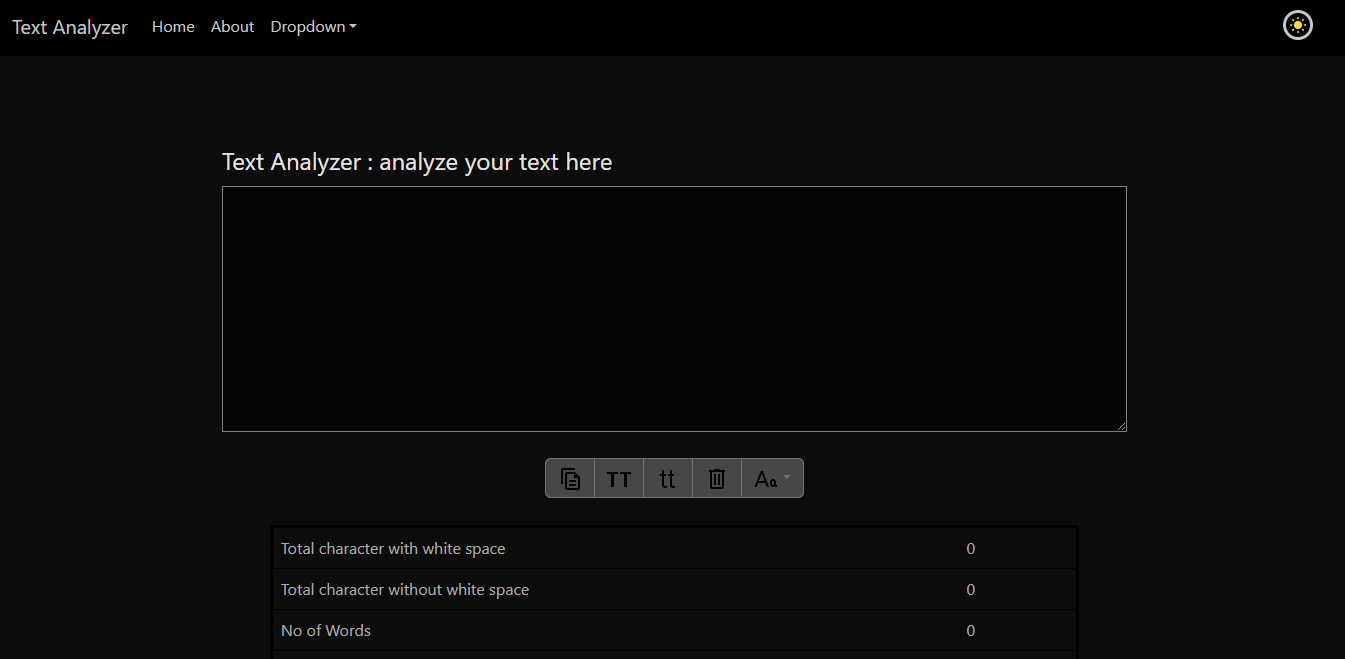 Text Analyzer Home About Dropdown
Text Analyzer : analyze your text here
TT tt Aa
Total character with white space 0
Total character without white space 0
No of Words 0